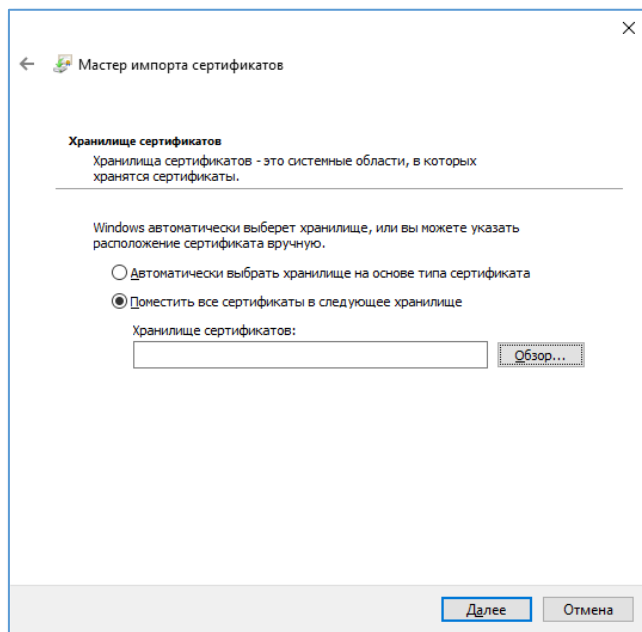 Мастер импорта сертификатов
Хранилище сертификатов
Хранилища сертификатов - это системные области, в которых
хранятся сертификаты.
Windows автоматически выберет хранилище, или вы можете указать
расположение сертификата вручную.
Автоматически выбрать хранилище на основе типа сертификата
Поместить все сертификаты в следующее хранилище
Хранилище сертификатов:
Обзор...
Далее Отмена